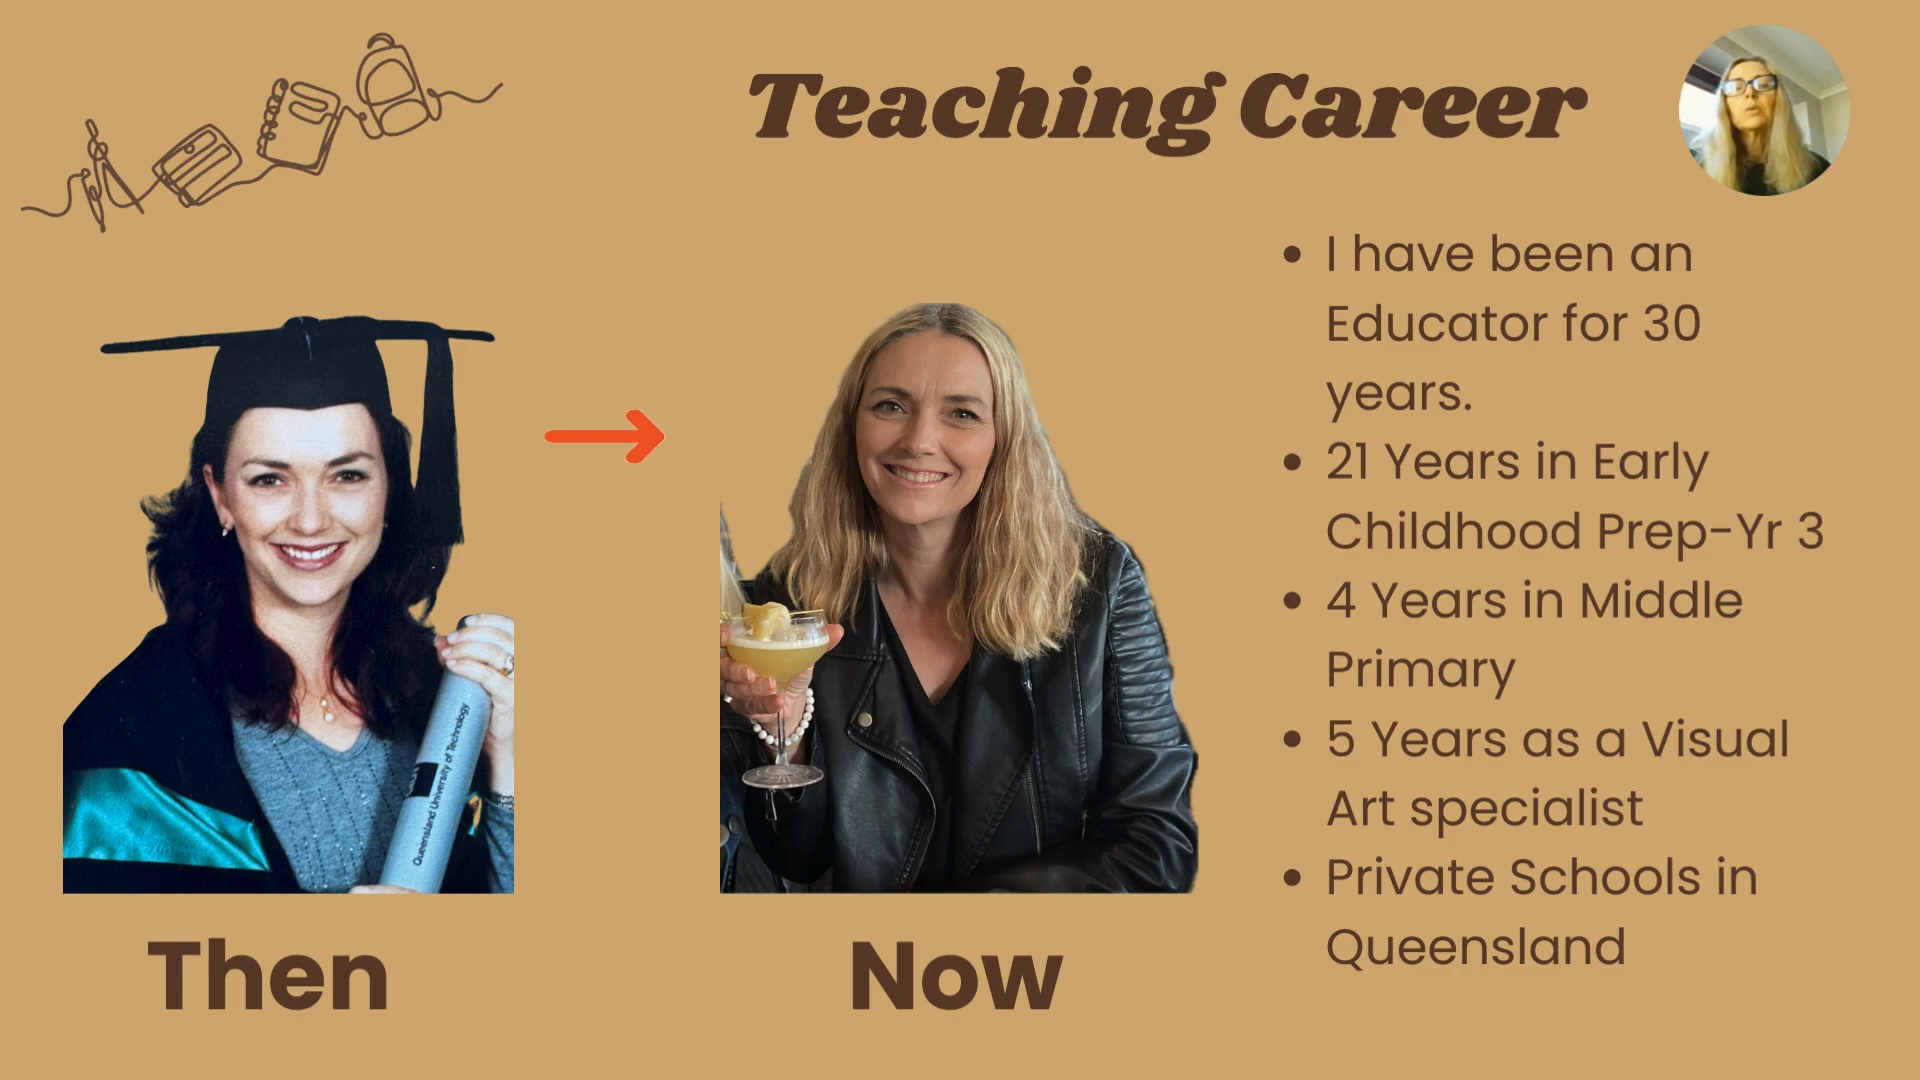 Teaching Career
I have been an
Educator for 30
years.
21 Years in Early
Childhood Prep-Yr 3
4 Years in Middle
Primary
5 Years as a Visual
Art specialist
Private Schools in
Queensland
Queensland University of Technology
Then
Now